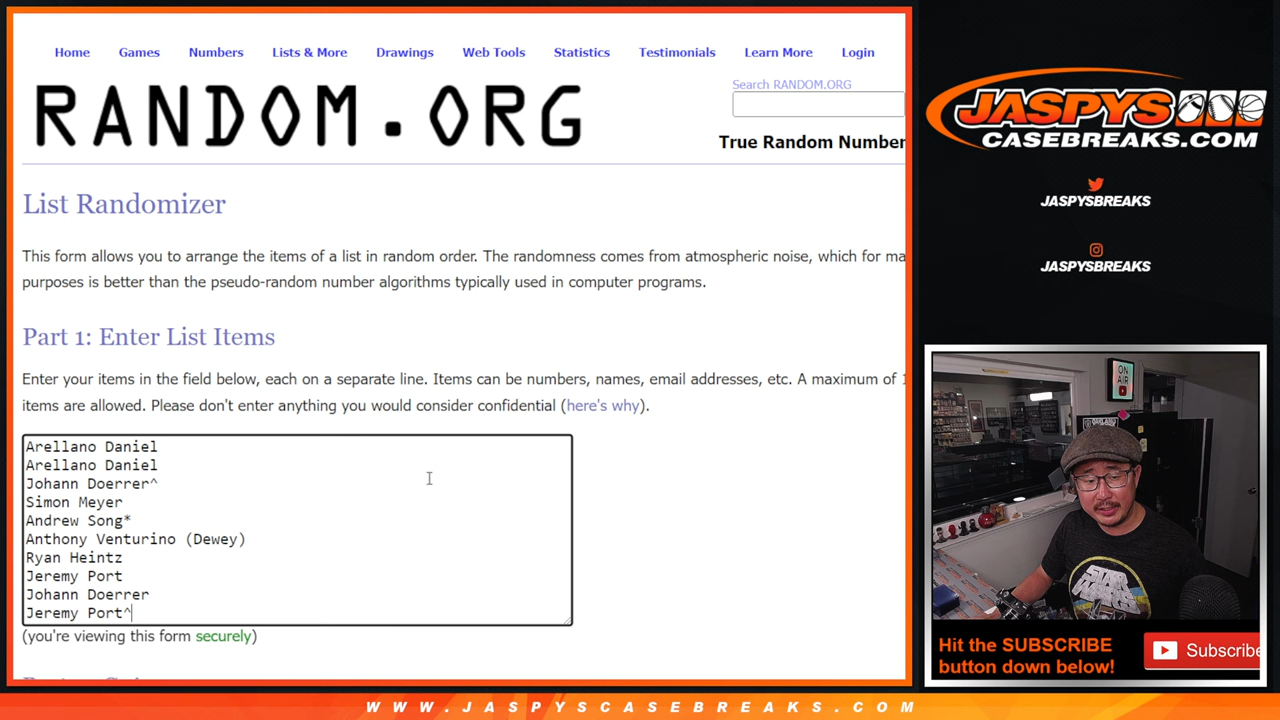 Home Games Numbers Lists & More Drawings Web Tools Statistics Testimonials Learn More Login
RANDOM.ORG
Search RANDOM.ORG
True Random Number
List Randomizer
This form allows you to arrange the items of a list in random order. The randomness comes from atmospheric noise, which for ma
purposes is better than the pseudo-random number algorithms typically used in computer programs.
Part 1: Enter List Items
Enter your items in the field below, each on a separate line. Items can be numbers, names, email addresses, etc. A maximum of 1
items are allowed. Please don't enter anything you would consider confidential (here's why).
Arellano Daniel
Arellano Daniel
Johann Doerrer^
Simon Meyer
Andrew Song*
Anthony Venturino (Dewey)
Ryan Heintz
Jeremy Port
Johann Doerrer
Jeremy Port^
(you're viewing this form securely)
JASPYS
CASEBREAKS.COM
JASPYSBREAKS
JASPYSBREAKS
ON
AIR
STAR
WARS
Hit the SUBSCRIBE
button down below!
Subscribe
WWW.JASPYSCASEBREAKS.COM